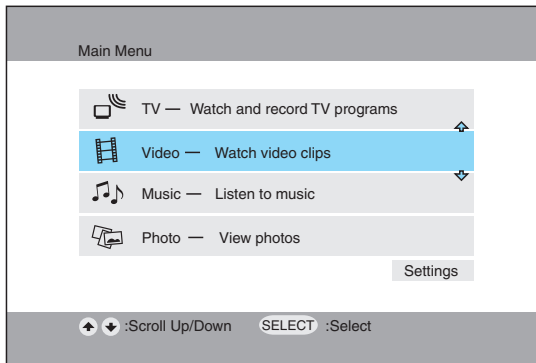 Main Menu
TV — Watch and record TV programs
Video — Watch video clips
Music — Listen to music
Photo — View photos
Settings
:Scroll Up/Down SELECT :Select